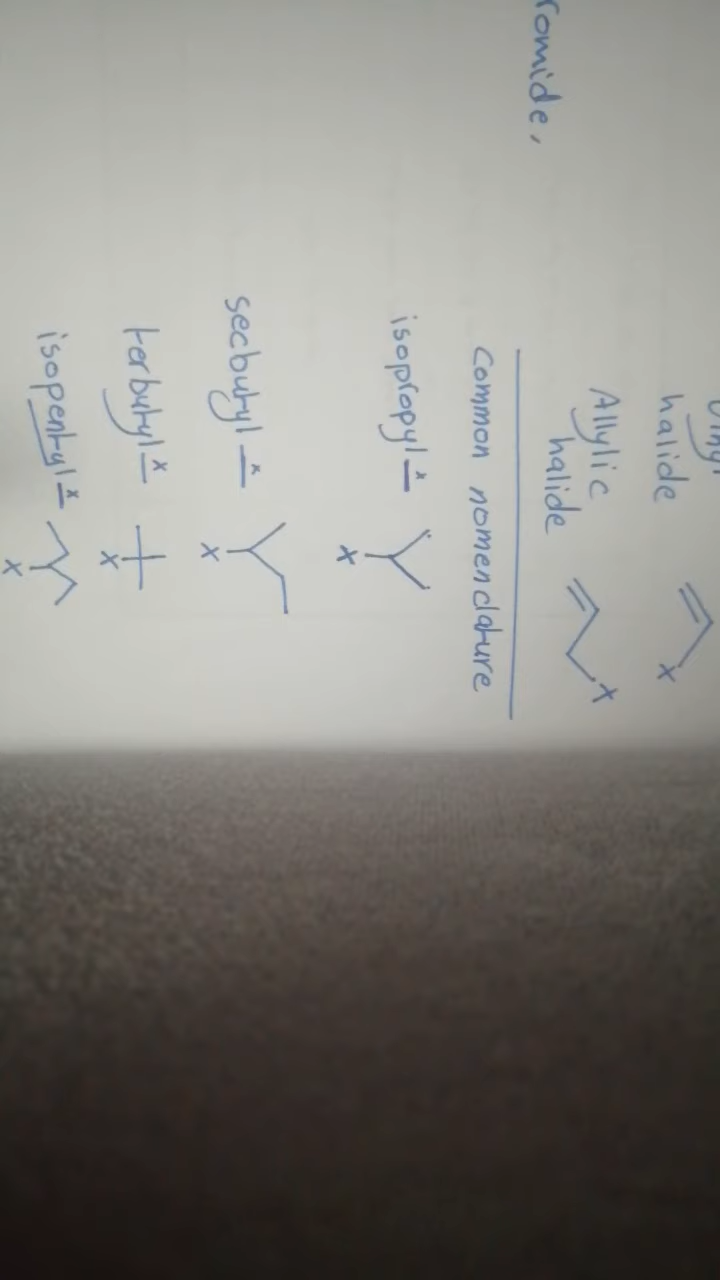 romide,
halide
Allylic
halide
X
X
Common nomenclature
isopropyl x
X
secbutyl x
X
terbutyl x
X
isopentyl x
X